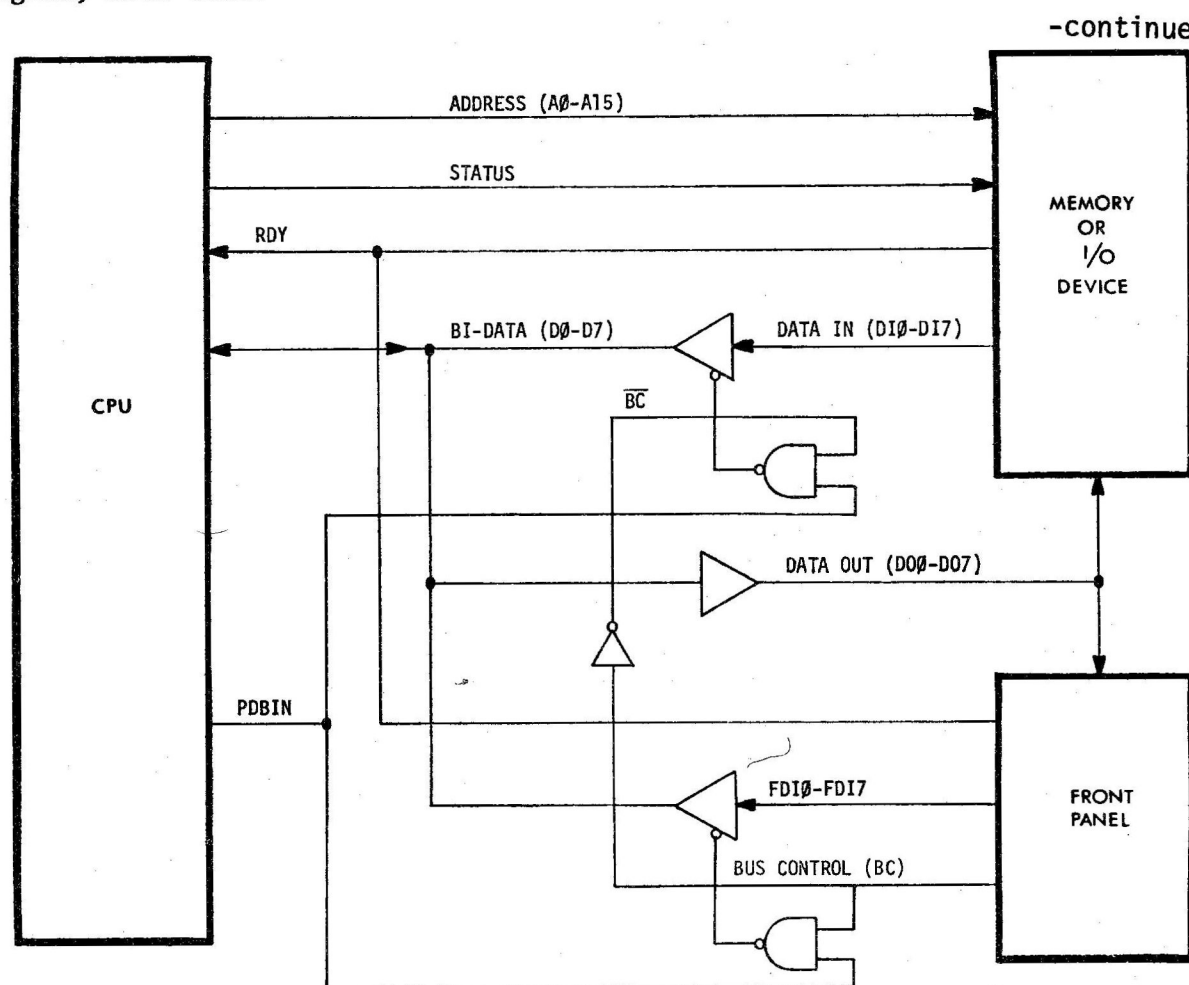 -continue
ADDRESS (AØ-A15)
STATUS
RDY
MEMORY
OR
I/O
DEVICE
BI-DATA (DØ-D7)
DATA IN (DIØ-DI7)
CPU
BC
DATA OUT (DOØ-DO7)
PDBIN
FDIØ-FDI7
FRONT
PANEL
BUS CONTROL (BC)